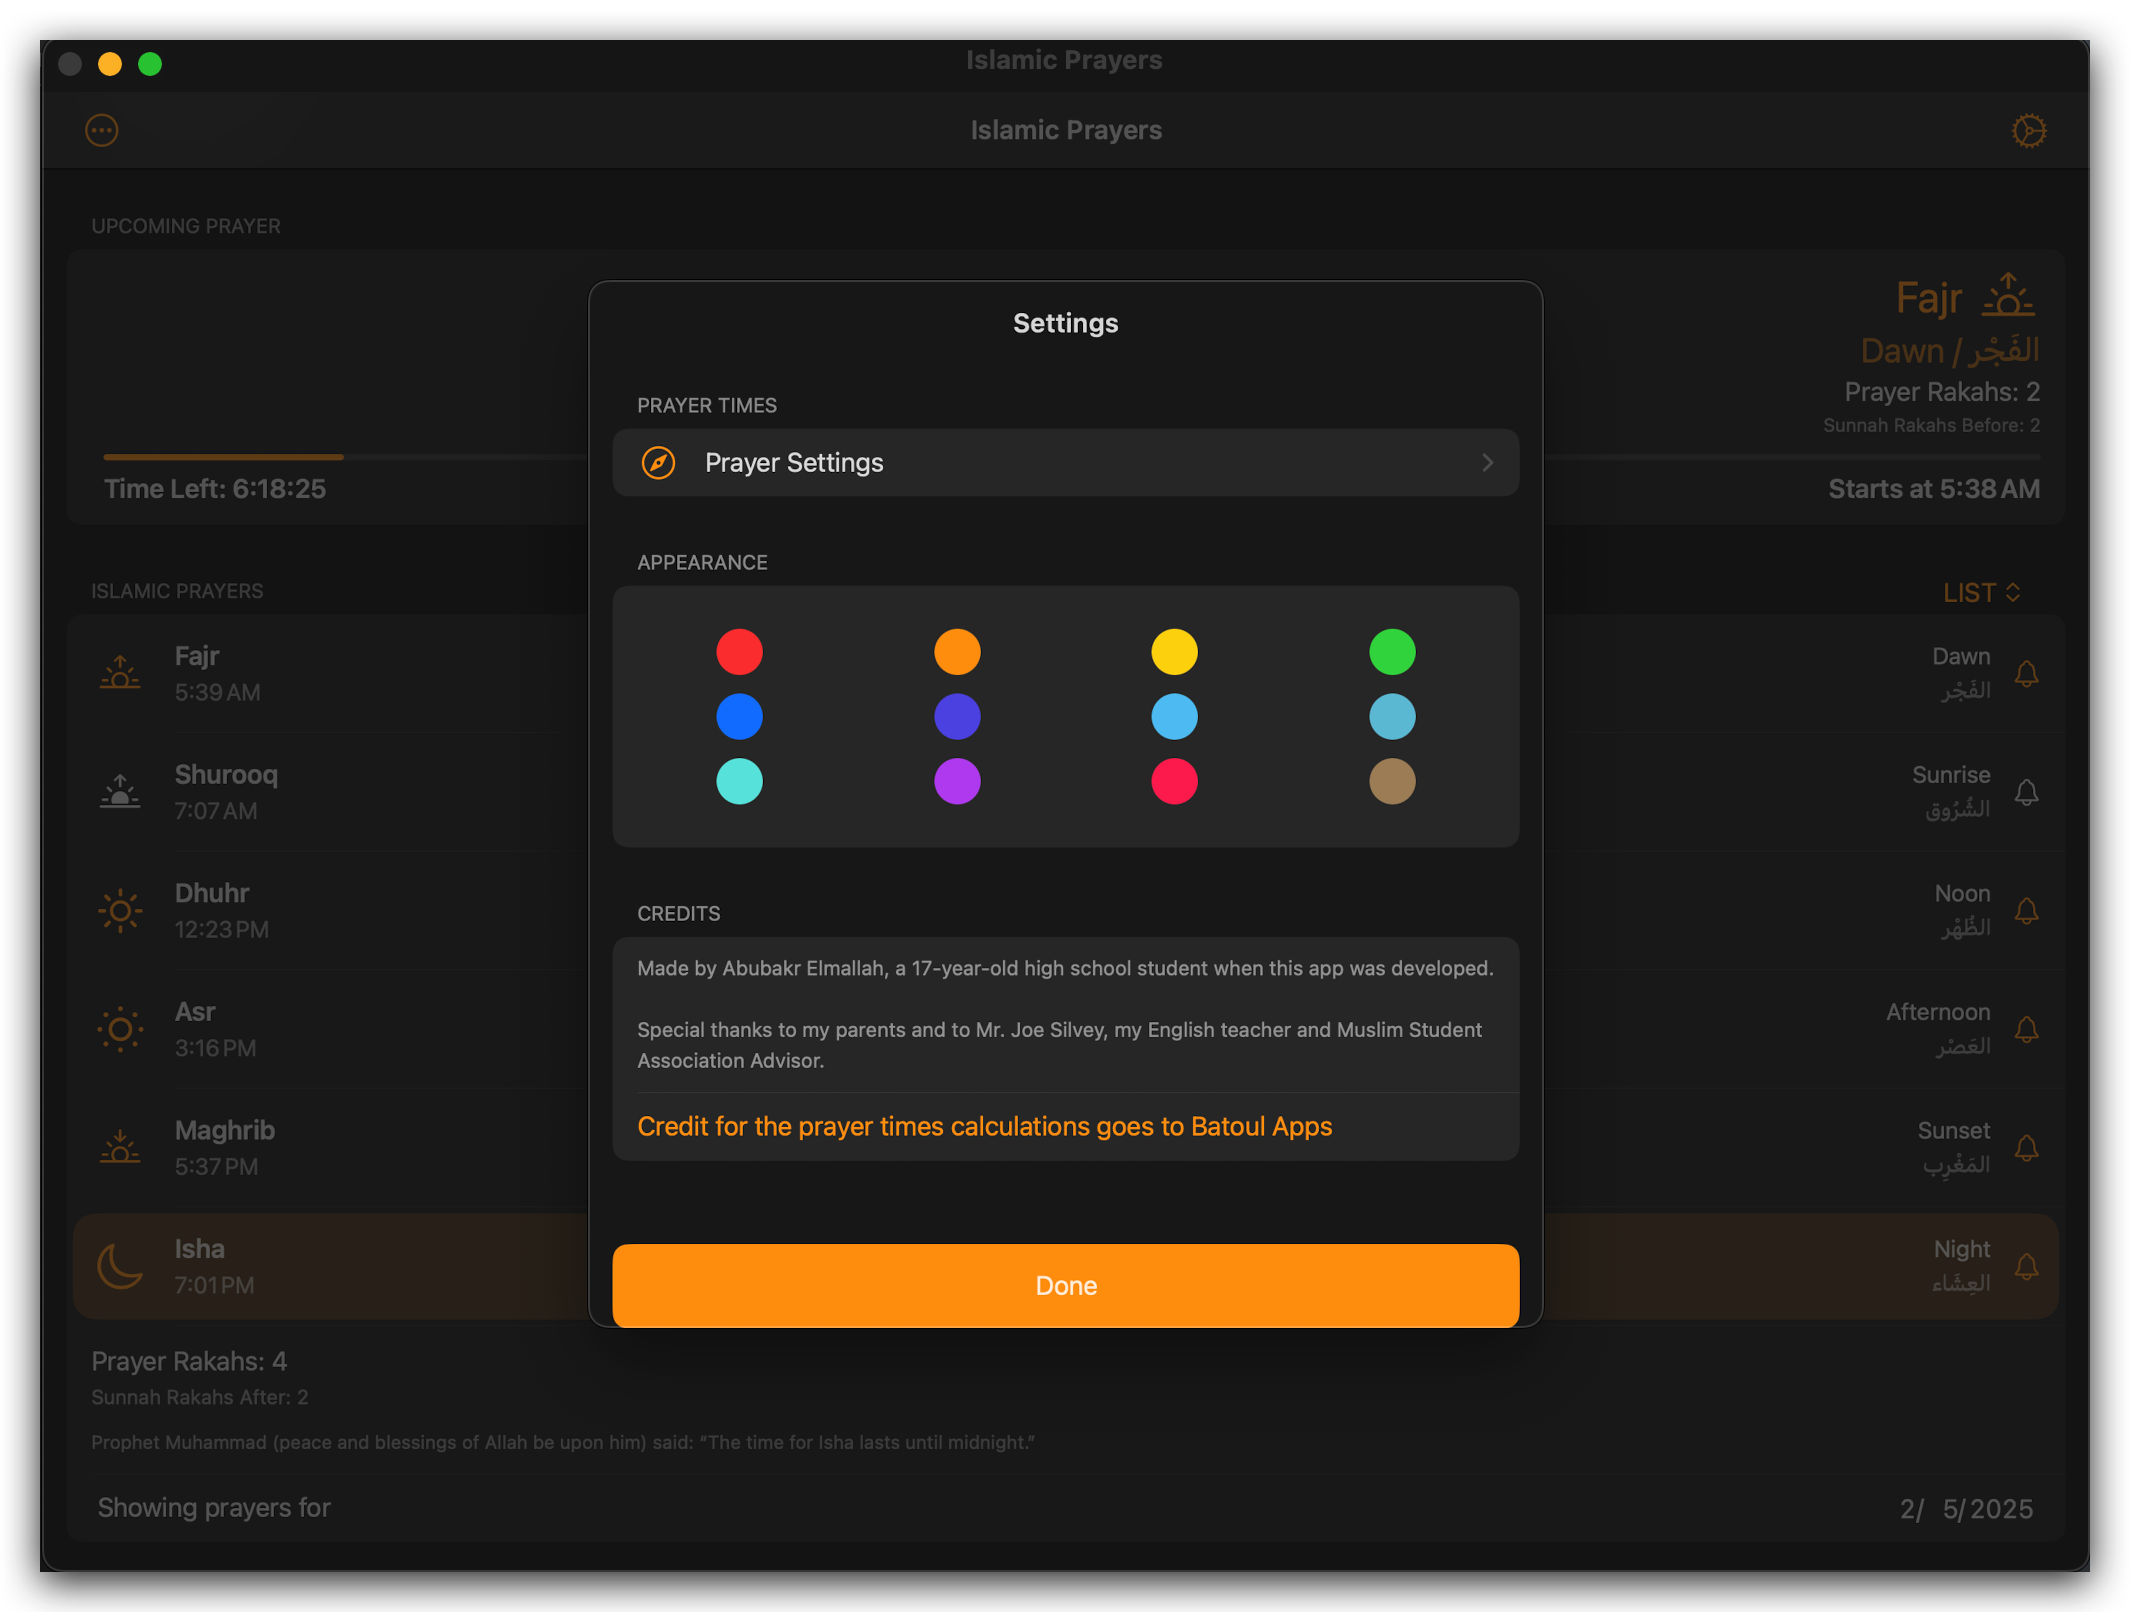 Islamic Prayers
Islamic Prayers
UPCOMING PRAYER
Fajr
Dawn / الفَجْر
Prayer Rakahs: 2
Sunnah Rakahs Before: 2
Time Left: 6:18:25
Starts at 5:38 AM
ISLAMIC PRAYERS
LIST
Fajr
5:39 AM
Dawn
الفَجْر
Shurooq
7:07 AM
Sunrise
الشُرُوق
Dhuhr
12:23 PM
Noon
الظُهْر
Asr
3:16 PM
Afternoon
العَصْر
Maghrib
5:37 PM
Sunset
المَغْرِب
Isha
7:01 PM
Night
العِشَاء
Prayer Rakahs: 4
Sunnah Rakahs After: 2
Prophet Muhammad (peace and blessings of Allah be upon him) said: “The time for Isha lasts until midnight.”
Showing prayers for
2/ 5/2025
Settings
PRAYER TIMES
Prayer Settings
APPEARANCE
CREDITS
Made by Abubakr Elmallah, a 17-year-old high school student when this app was developed.
Special thanks to my parents and to Mr. Joe Silvey, my English teacher and Muslim Student
Association Advisor.
Credit for the prayer times calculations goes to Batoul Apps
Done